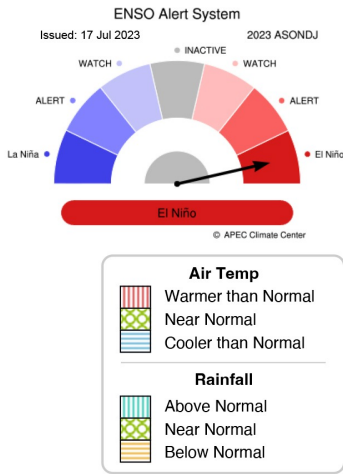 ENSO Alert System
Issued: 17 Jul 2023
2023 ASONDJ
INACTIVE
WATCH
WATCH
ALERT
ALERT
La Niña
El Niño
El Niño
© APEC Climate Center
Air Temp
Warmer than Normal
Near Normal
Cooler than Normal
Rainfall
Above Normal
Near Normal
Below Normal